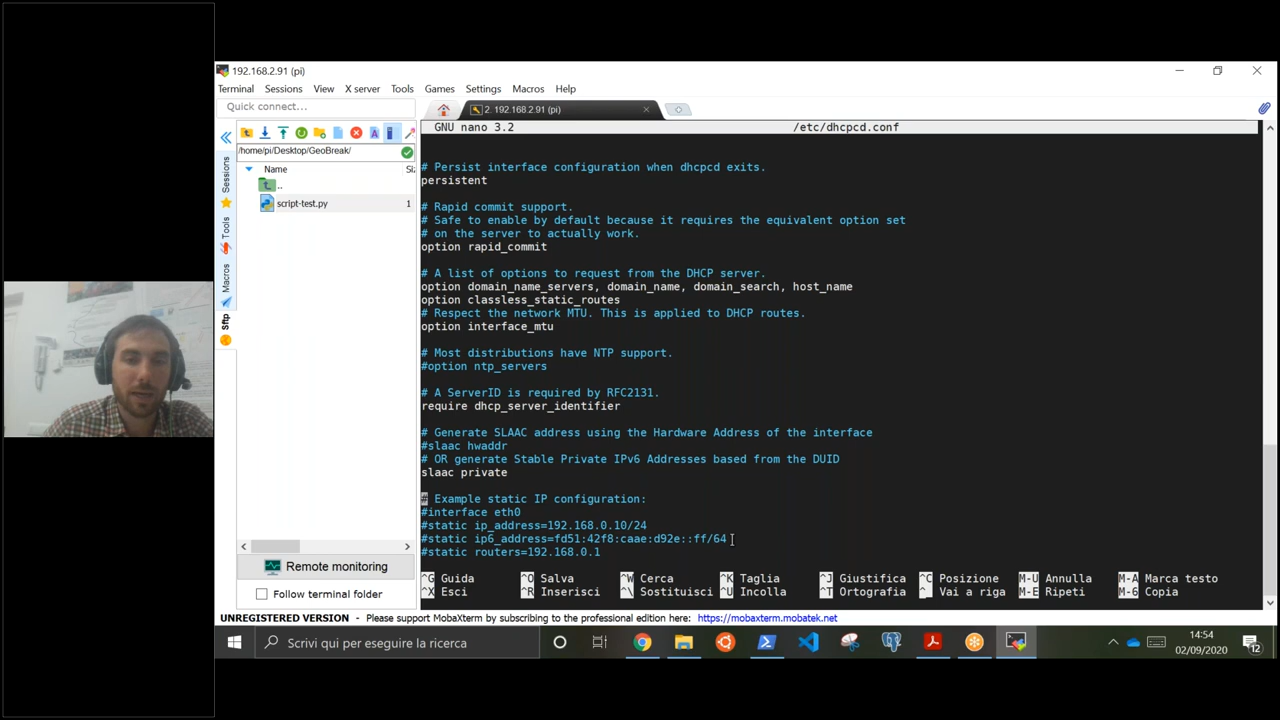 192.168.2.91 (pi)
Terminal Sessions View X server Tools Games Settings Macros Help
Quick connect...
2. 192.168.2.91 (pi)
/home/pi/Desktop/GeoBreak/
Name Si
..
script-test.py 1
Sessions
Tools
Macros
Sftp
GNU nano 3.2 /etc/dhcpcd.conf
# Persist interface configuration when dhcpcd exits.
persistent
# Rapid commit support.
# Safe to enable by default because it requires the equivalent option set
# on the server to actually work.
option rapid_commit
# A list of options to request from the DHCP server.
option domain_name_servers, domain_name, domain_search, host_name
option classless_static_routes
# Respect the network MTU. This is applied to DHCP routes.
option interface_mtu
# Most distributions have NTP support.
#option ntp_servers
# A ServerID is required by RFC2131.
require dhcp_server_identifier
# Generate SLAAC address using the Hardware Address of the interface
#slaac hwaddr
# OR generate Stable Private IPv6 Addresses based from the DUID
slaac private
# Example static IP configuration:
#interface eth0
#static ip_address=192.168.0.10/24
#static ip6_address=fd51:42f8:caae:d92e::ff/64
#static routers=192.168.0.1
^G Guida ^O Salva ^W Cerca ^K Taglia ^J Giustifica ^C Posizione M-U Annulla M-A Marca testo
^X Esci ^R Inserisci ^\ Sostituisci ^U Incolla ^T Ortografia ^_ Vai a riga M-E Ripeti M-6 Copia
Remote monitoring
Follow terminal folder
UNREGISTERED VERSION - Please support MobaXterm by subscribing to the professional edition here: https://mobaxterm.mobatek.net
Scrivi qui per eseguire la ricerca
14:54
02/09/2020
12